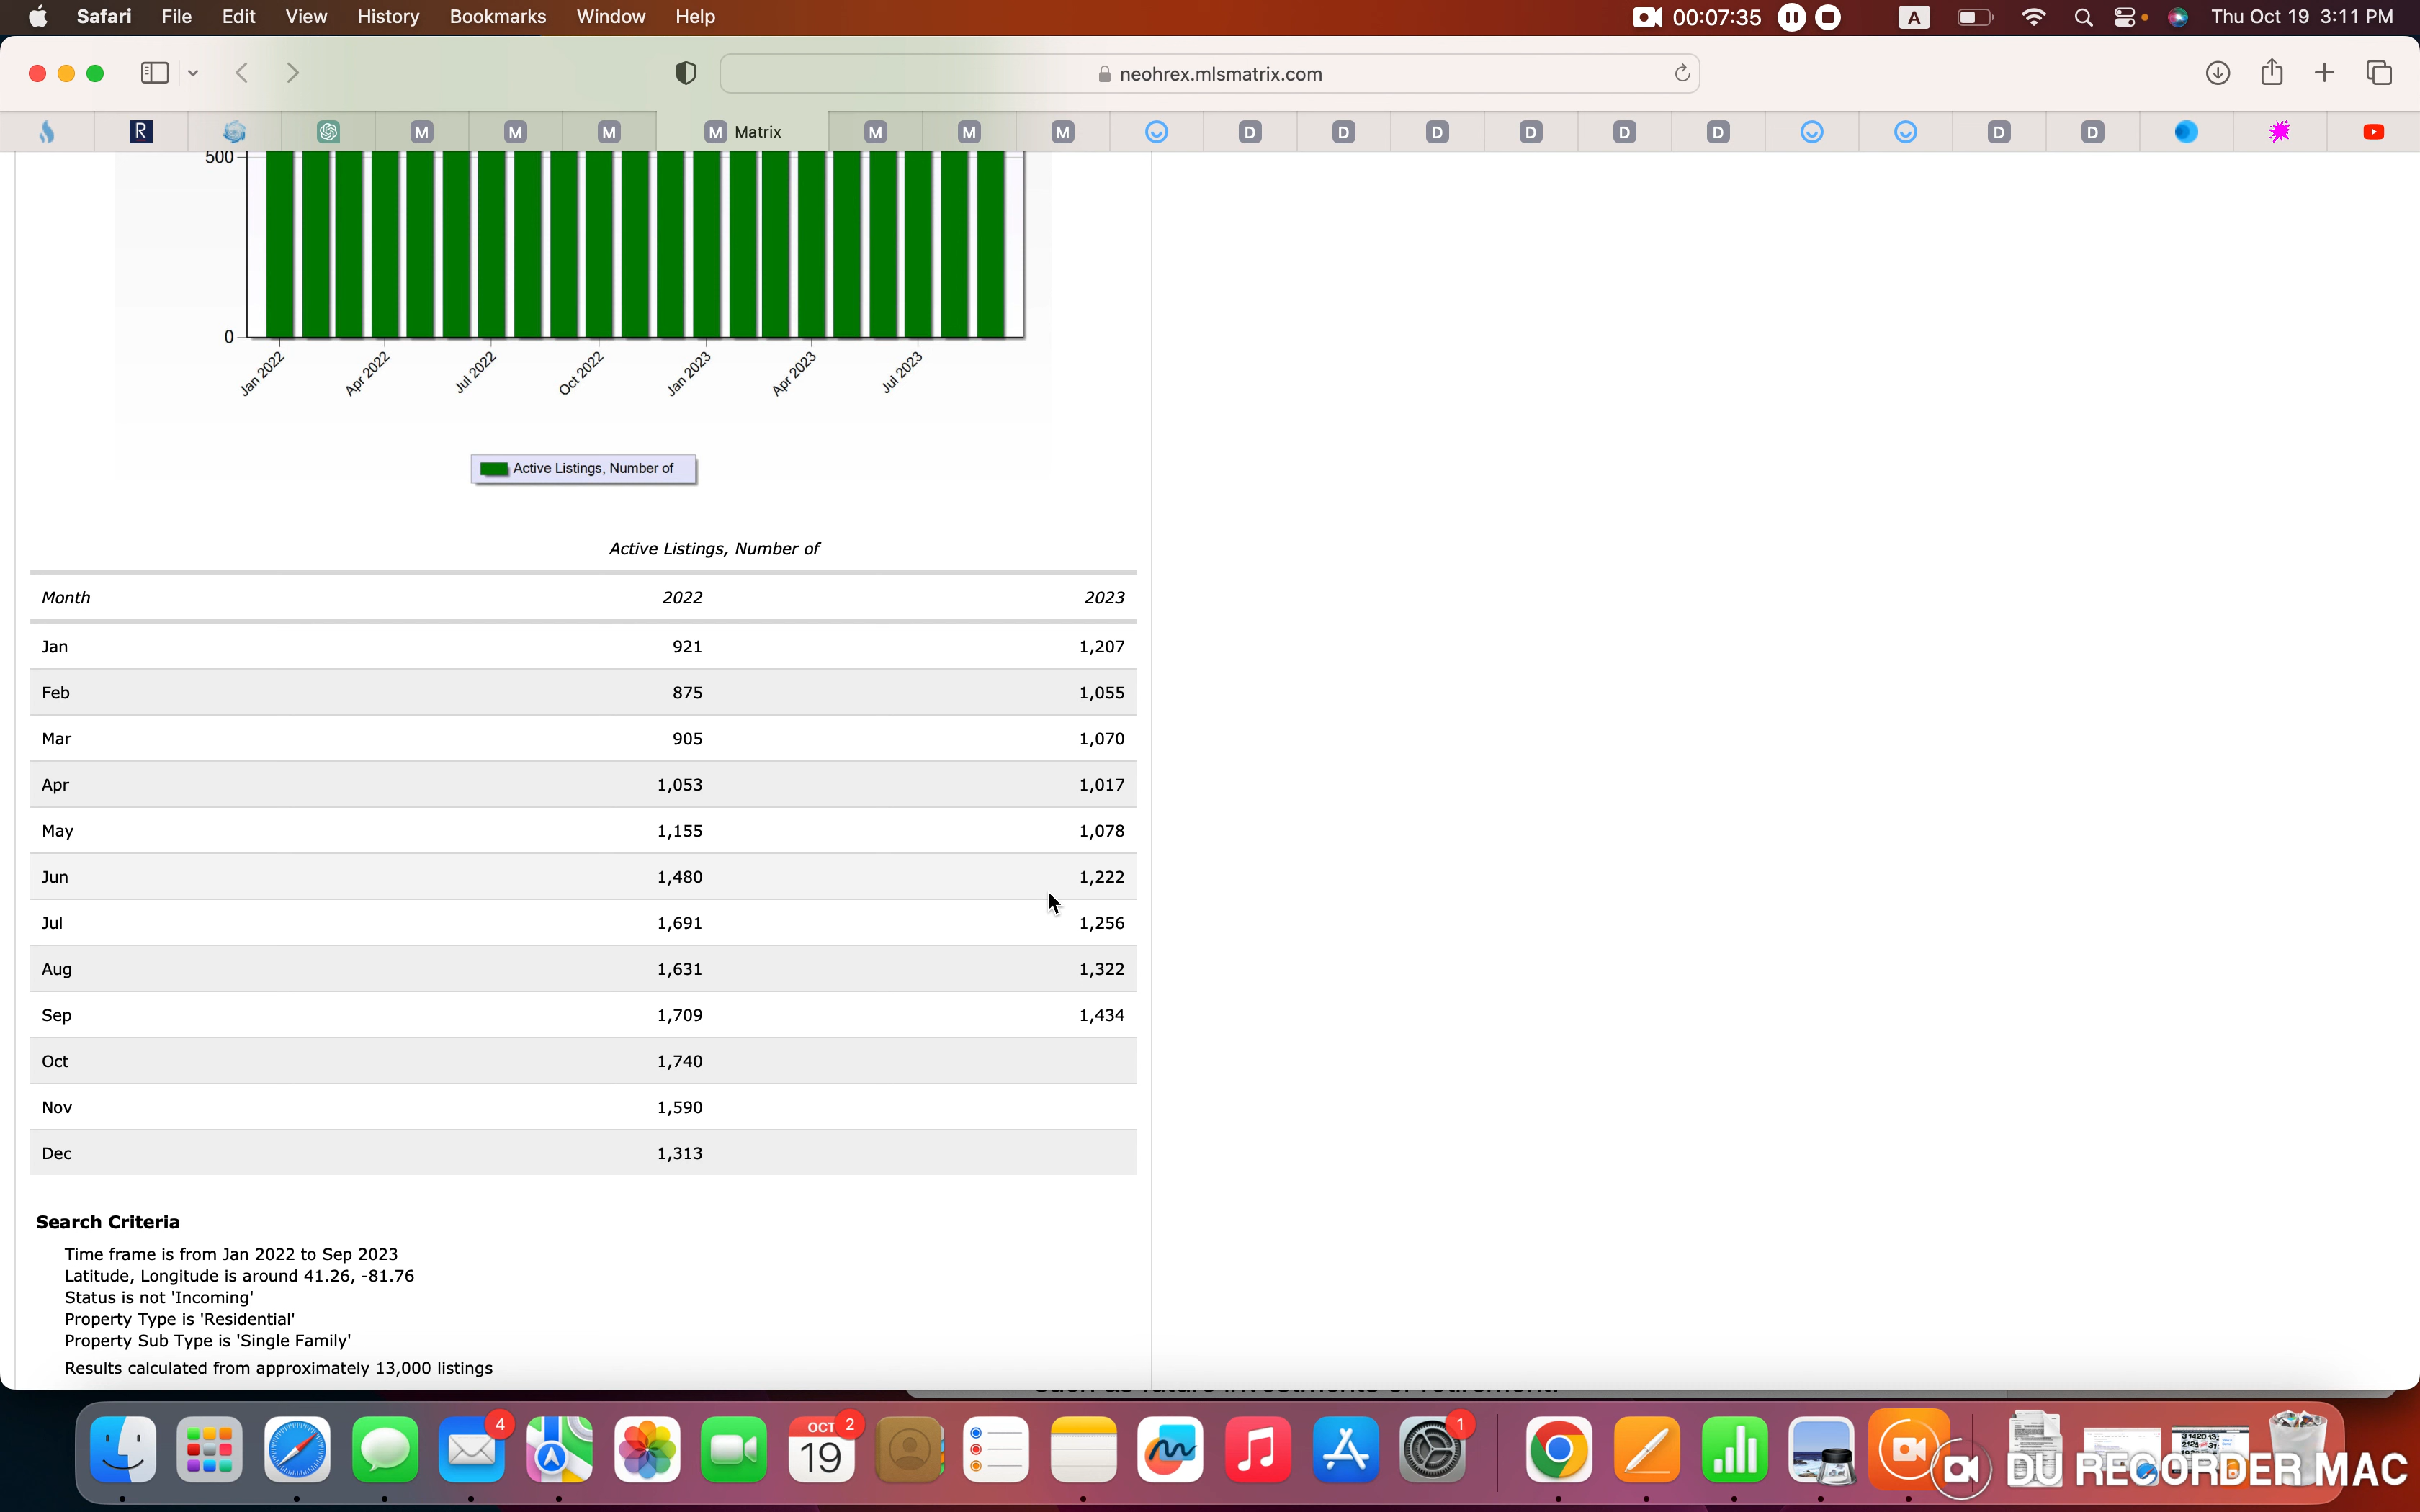 Safari File Edit View History Bookmarks Window Help 00:07:35 A Thu Oct 19 3:11 PM
neohrex.mlsmatrix.com
R M M M M Matrix M M M D D D D D D D D
500
0
Jan 2022 Apr 2022 Jul 2022 Oct 2022 Jan 2023 Apr 2023 Jul 2023
Active Listings, Number of
Active Listings, Number of
Month 2022 2023
Jan 921 1,207
Feb 875 1,055
Mar 905 1,070
Apr 1,053 1,017
May 1,155 1,078
Jun 1,480 1,222
Jul 1,691 1,256
Aug 1,631 1,322
Sep 1,709 1,434
Oct 1,740
Nov 1,590
Dec 1,313
Search Criteria
Time frame is from Jan 2022 to Sep 2023
Latitude, Longitude is around 41.26, -81.76
Status is not 'Incoming'
Property Type is 'Residential'
Property Sub Type is 'Single Family'
Results calculated from approximately 13,000 listings
4 OCT 2 1
19
DU RECORDER MAC